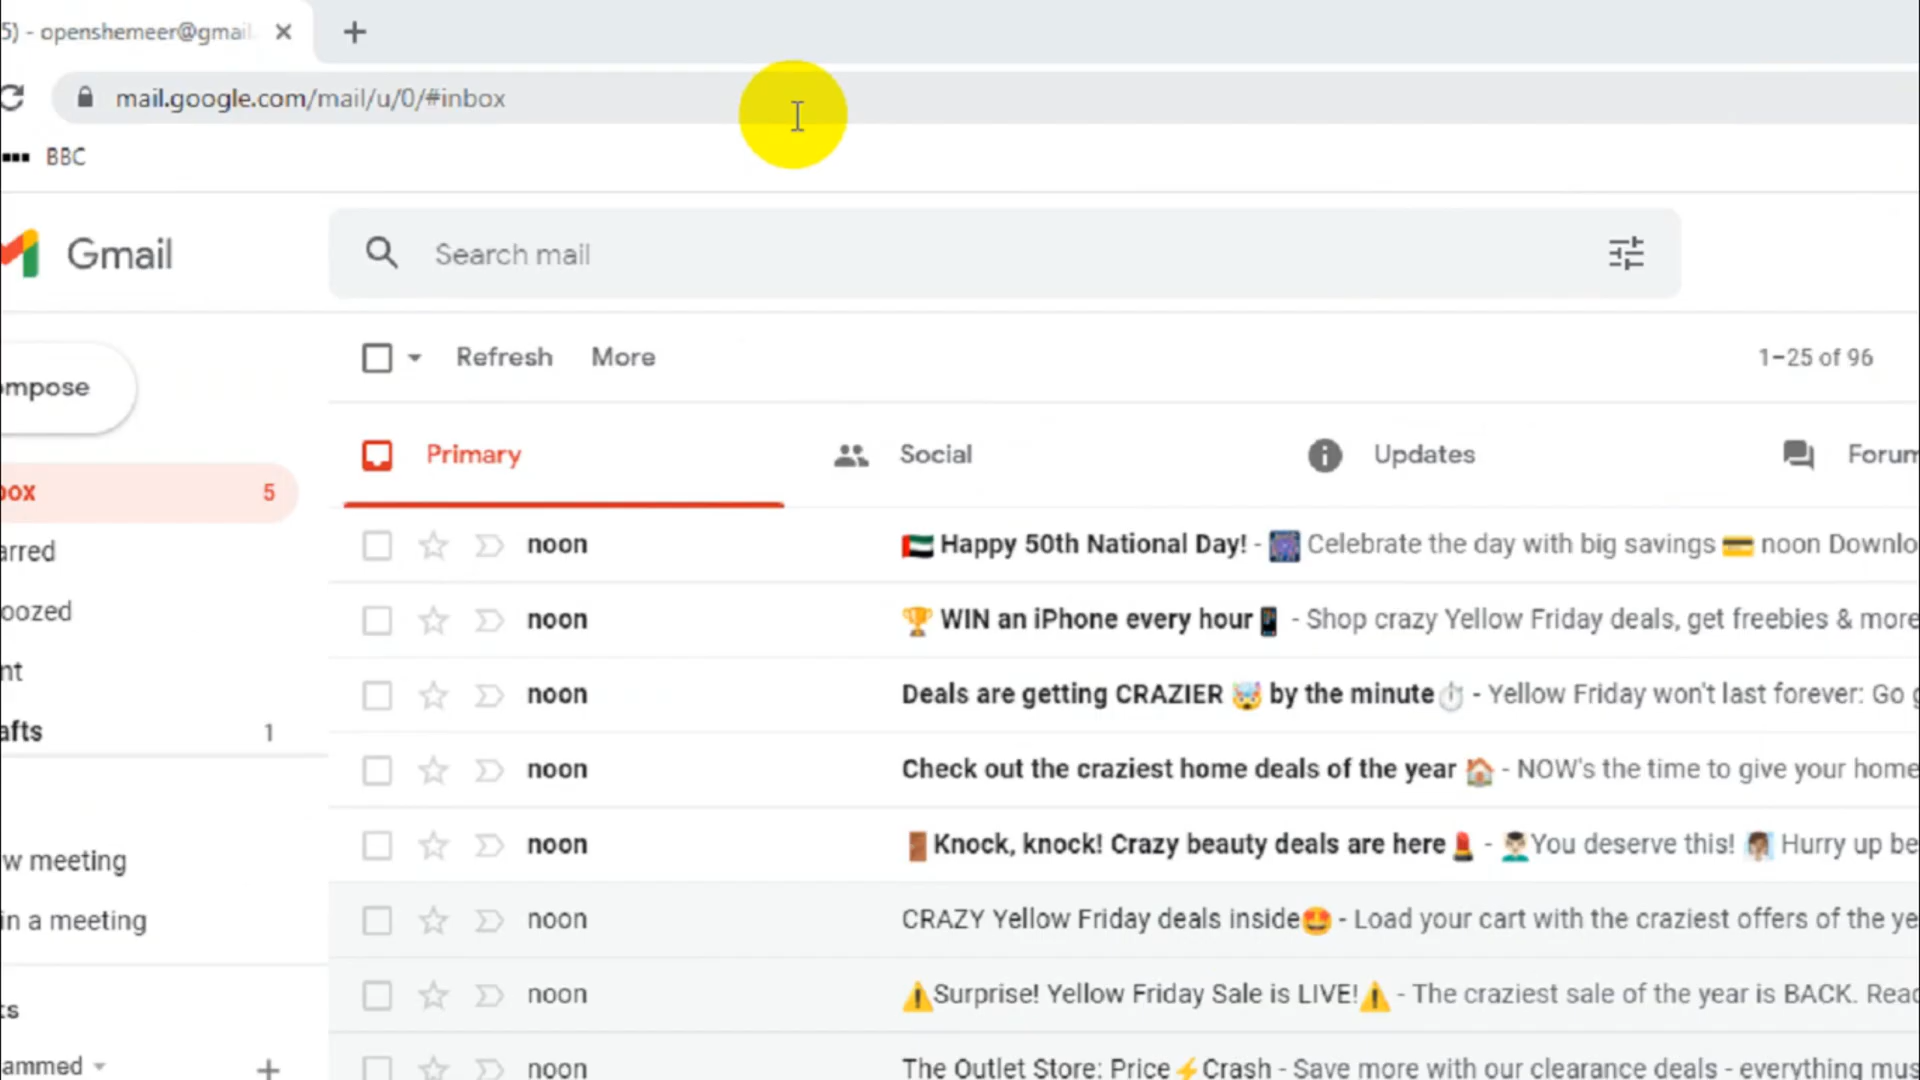 5) - openshemeer@gmail.
mail.google.com/mail/u/0/#inbox
BBC
Gmail
Search mail
ompose
Refresh More
1–25 of 96
Primary Social Updates Forum
box 5
arred
oozed
nt
afts 1
w meeting
in a meeting
ts
ammed
noon 🇦🇪 Happy 50th National Day! - 🎆 Celebrate the day with big savings 💳 noon Downlo
noon 🏆 WIN an iPhone every hour📱 - Shop crazy Yellow Friday deals, get freebies & more
noon Deals are getting CRAZIER 🤯 by the minute⏱️ - Yellow Friday won't last forever: Go g
noon Check out the craziest home deals of the year 🏠 - NOW's the time to give your home
noon 🚪Knock, knock! Crazy beauty deals are here💄 - 💆🏻‍♂️You deserve this! 🧖🏽‍♀️ Hurry up be
noon CRAZY Yellow Friday deals inside🤩 - Load your cart with the craziest offers of the ye
noon ⚠️Surprise! Yellow Friday Sale is LIVE!⚠️ - The craziest sale of the year is BACK. Read
noon The Outlet Store: Price⚡Crash - Save more with our clearance deals - everything mus